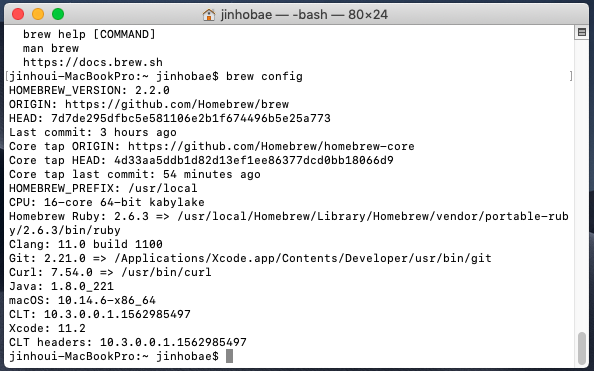 jinhobae — -bash — 80×24
brew help [COMMAND]
man brew
https://docs.brew.sh
[jinhoui-MacBookPro:~ jinhobae$ brew config ]
HOMEBREW_VERSION: 2.2.0
ORIGIN: https://github.com/Homebrew/brew
HEAD: 7d7de295dfbc5e581106e2b1f674496b5e25a773
Last commit: 3 hours ago
Core tap ORIGIN: https://github.com/Homebrew/homebrew-core
Core tap HEAD: 4d33aa5ddb1d82d13ef1ee86377dcd0bb18066d9
Core tap last commit: 54 minutes ago
HOMEBREW_PREFIX: /usr/local
CPU: 16-core 64-bit kabylake
Homebrew Ruby: 2.6.3 => /usr/local/Homebrew/Library/Homebrew/vendor/portable-rub
y/2.6.3/bin/ruby
Clang: 11.0 build 1100
Git: 2.21.0 => /Applications/Xcode.app/Contents/Developer/usr/bin/git
Curl: 7.54.0 => /usr/bin/curl
Java: 1.8.0_221
macOS: 10.14.6-x86_64
CLT: 10.3.0.0.1.1562985497
Xcode: 11.2
CLT headers: 10.3.0.0.1.1562985497
jinhoui-MacBookPro:~ jinhobae$